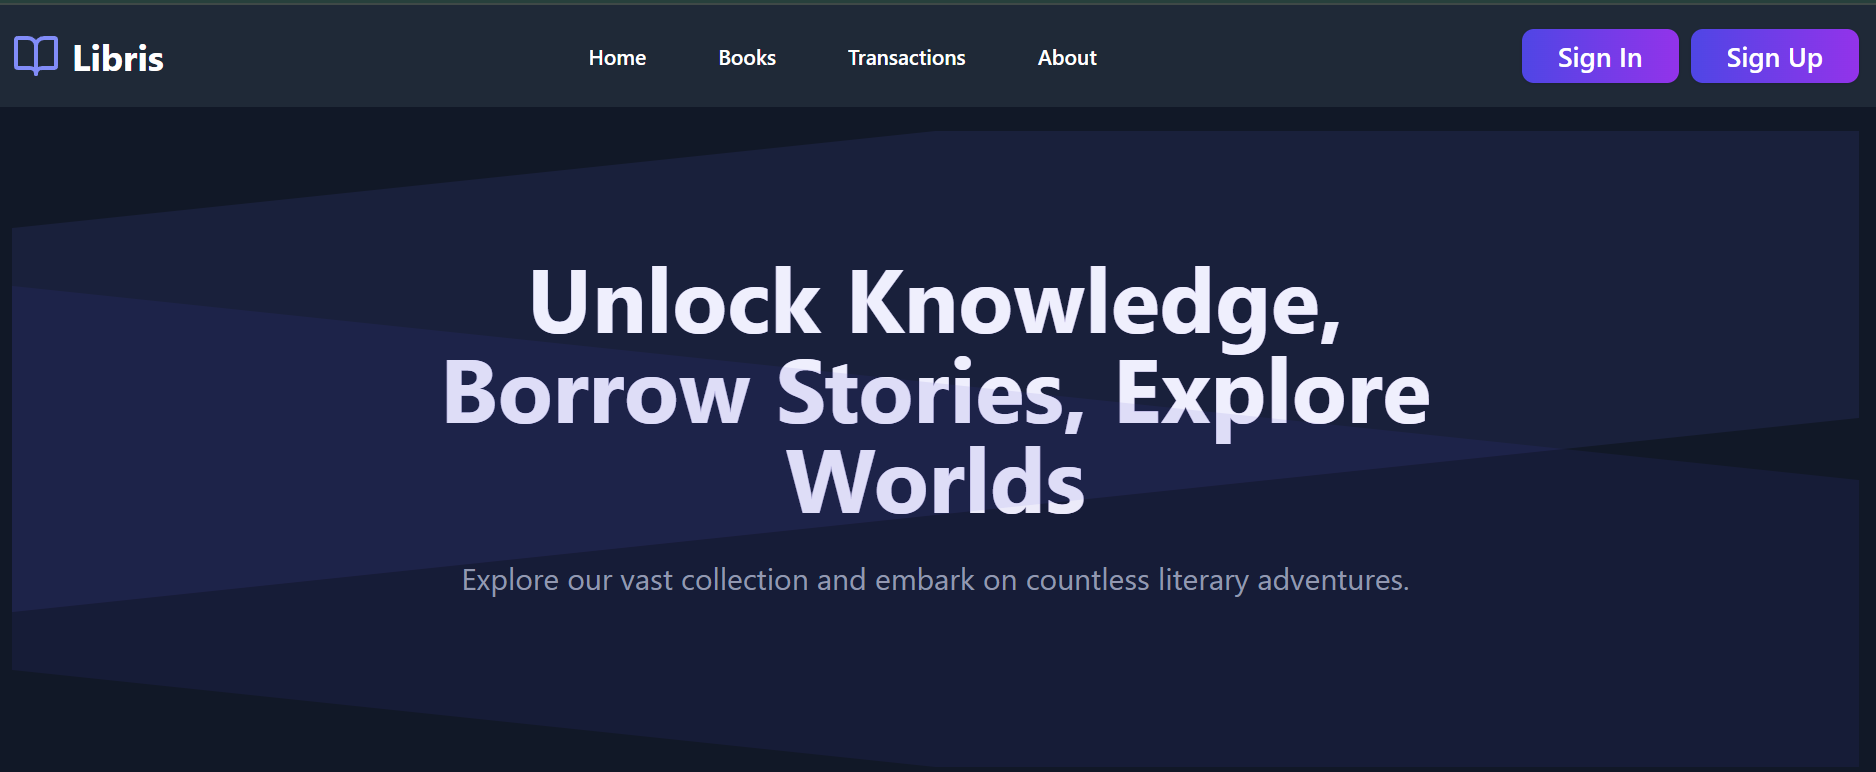 Libris
Home
Books
Transactions
About
Sign In
Sign Up
Unlock Knowledge,
Borrow Stories, Explore
Worlds
Explore our vast collection and embark on countless literary adventures.